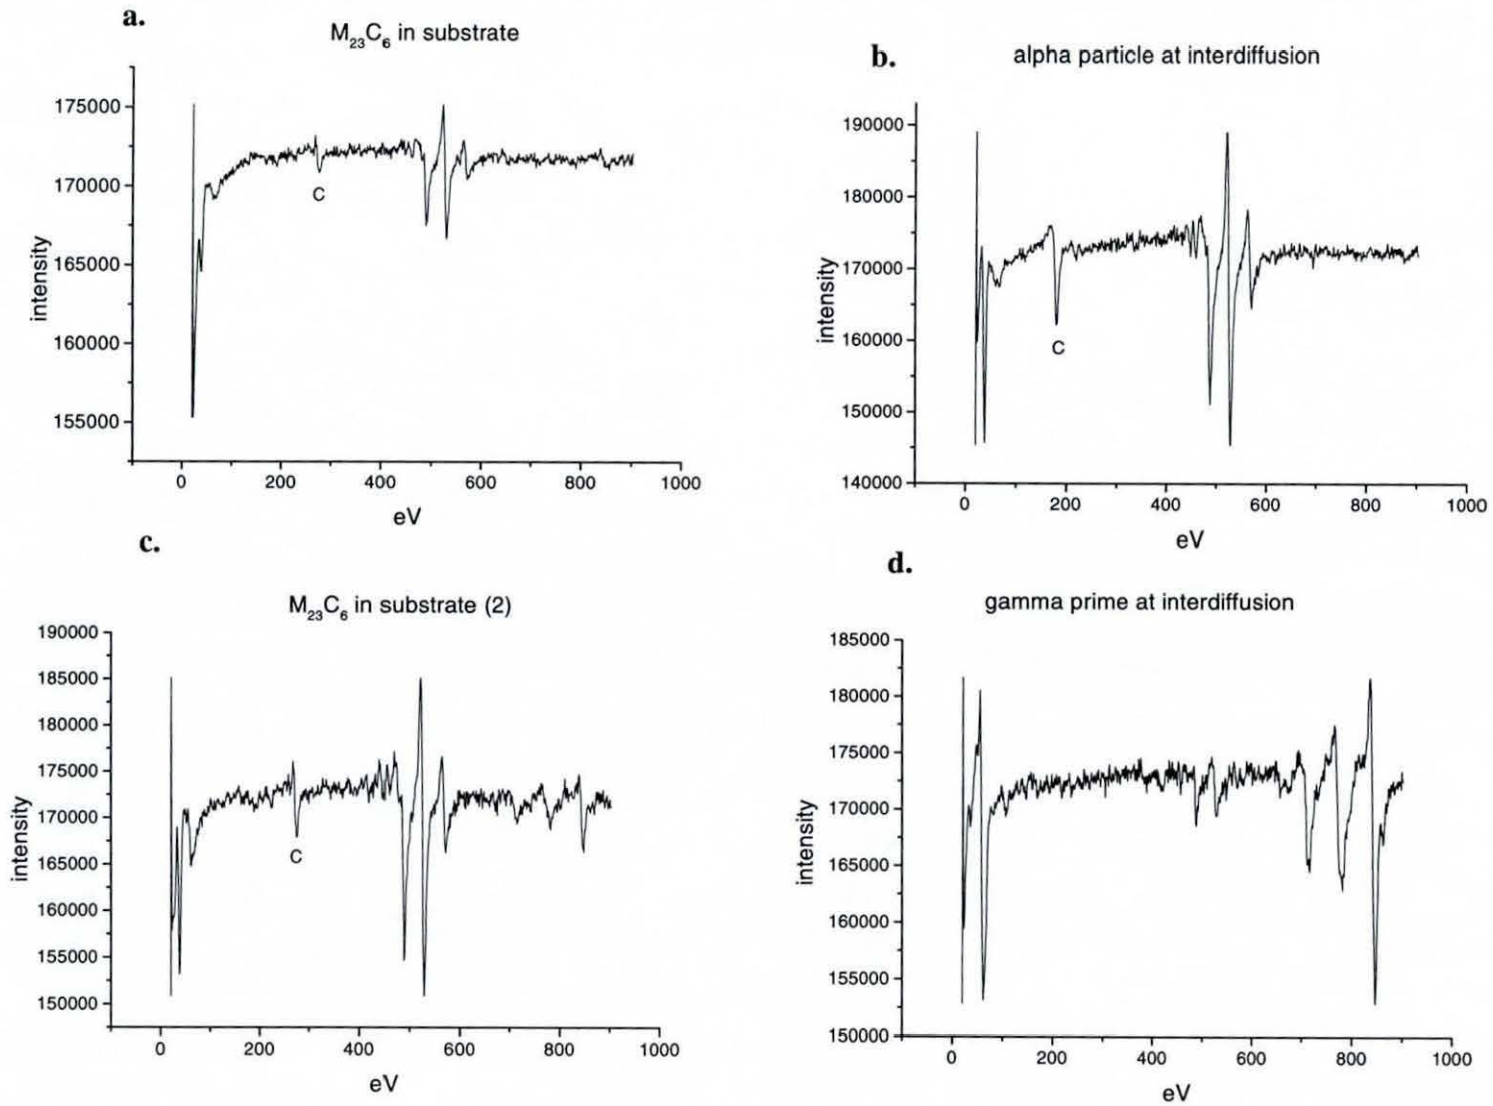 a.
M23C6 in substrate
175000
170000
165000
160000
155000
intensity
C
0 200 400 600 800 1000
eV
b.
alpha particle at interdiffusion
190000
180000
170000
160000
150000
140000
intensity
C
0 200 400 600 800 1000
eV
c.
M23C6 in substrate (2)
190000
185000
180000
175000
170000
165000
160000
155000
150000
intensity
C
0 200 400 600 800 1000
eV
d.
gamma prime at interdiffusion
185000
180000
175000
170000
165000
160000
155000
150000
intensity
0 200 400 600 800 1000
eV